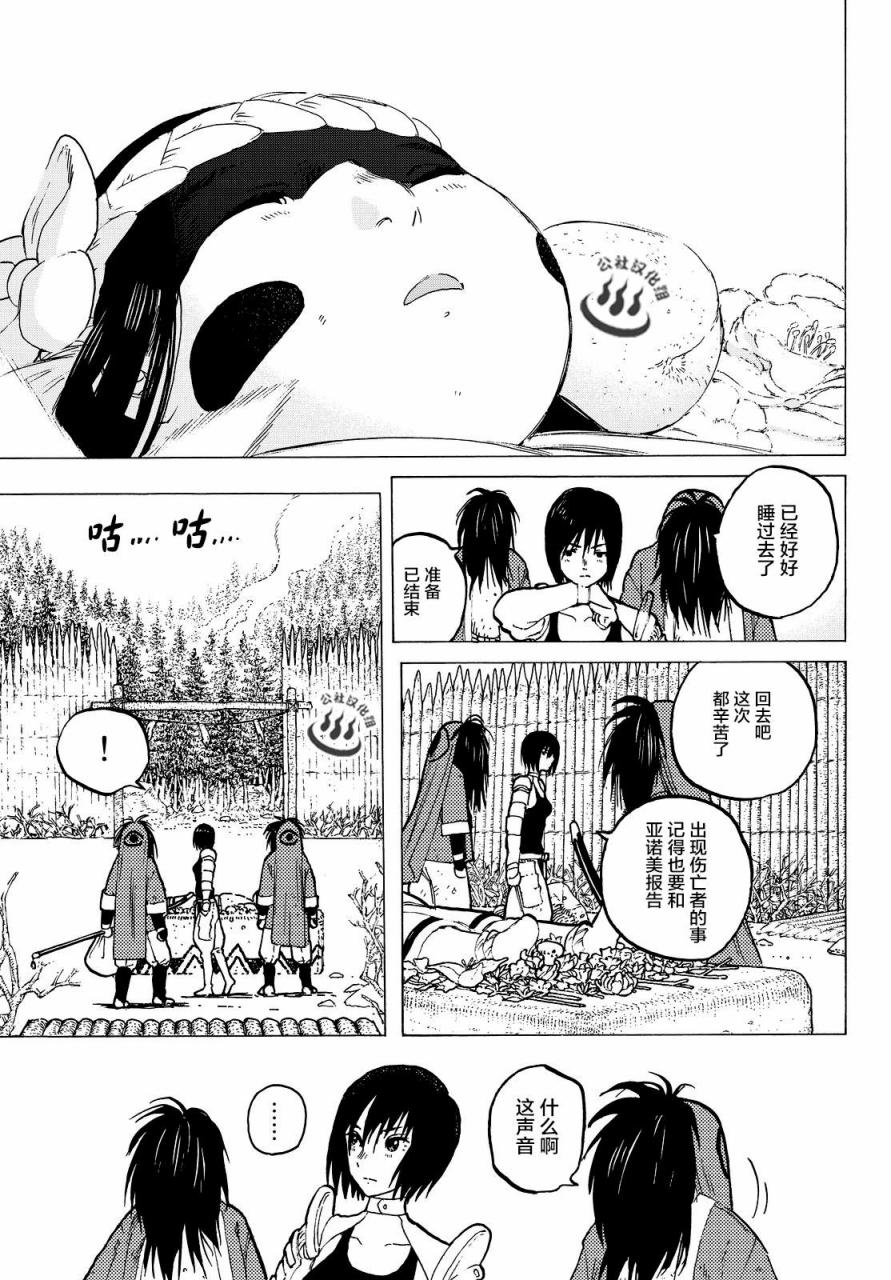 公社汉化组
已经好好
睡过去了
准备
已结束
回去吧
这次
都辛苦了
出现伤亡者的事
记得也要和
亚诺美报告
咕....咕....
公社汉化组
！
什么啊
这声音
……